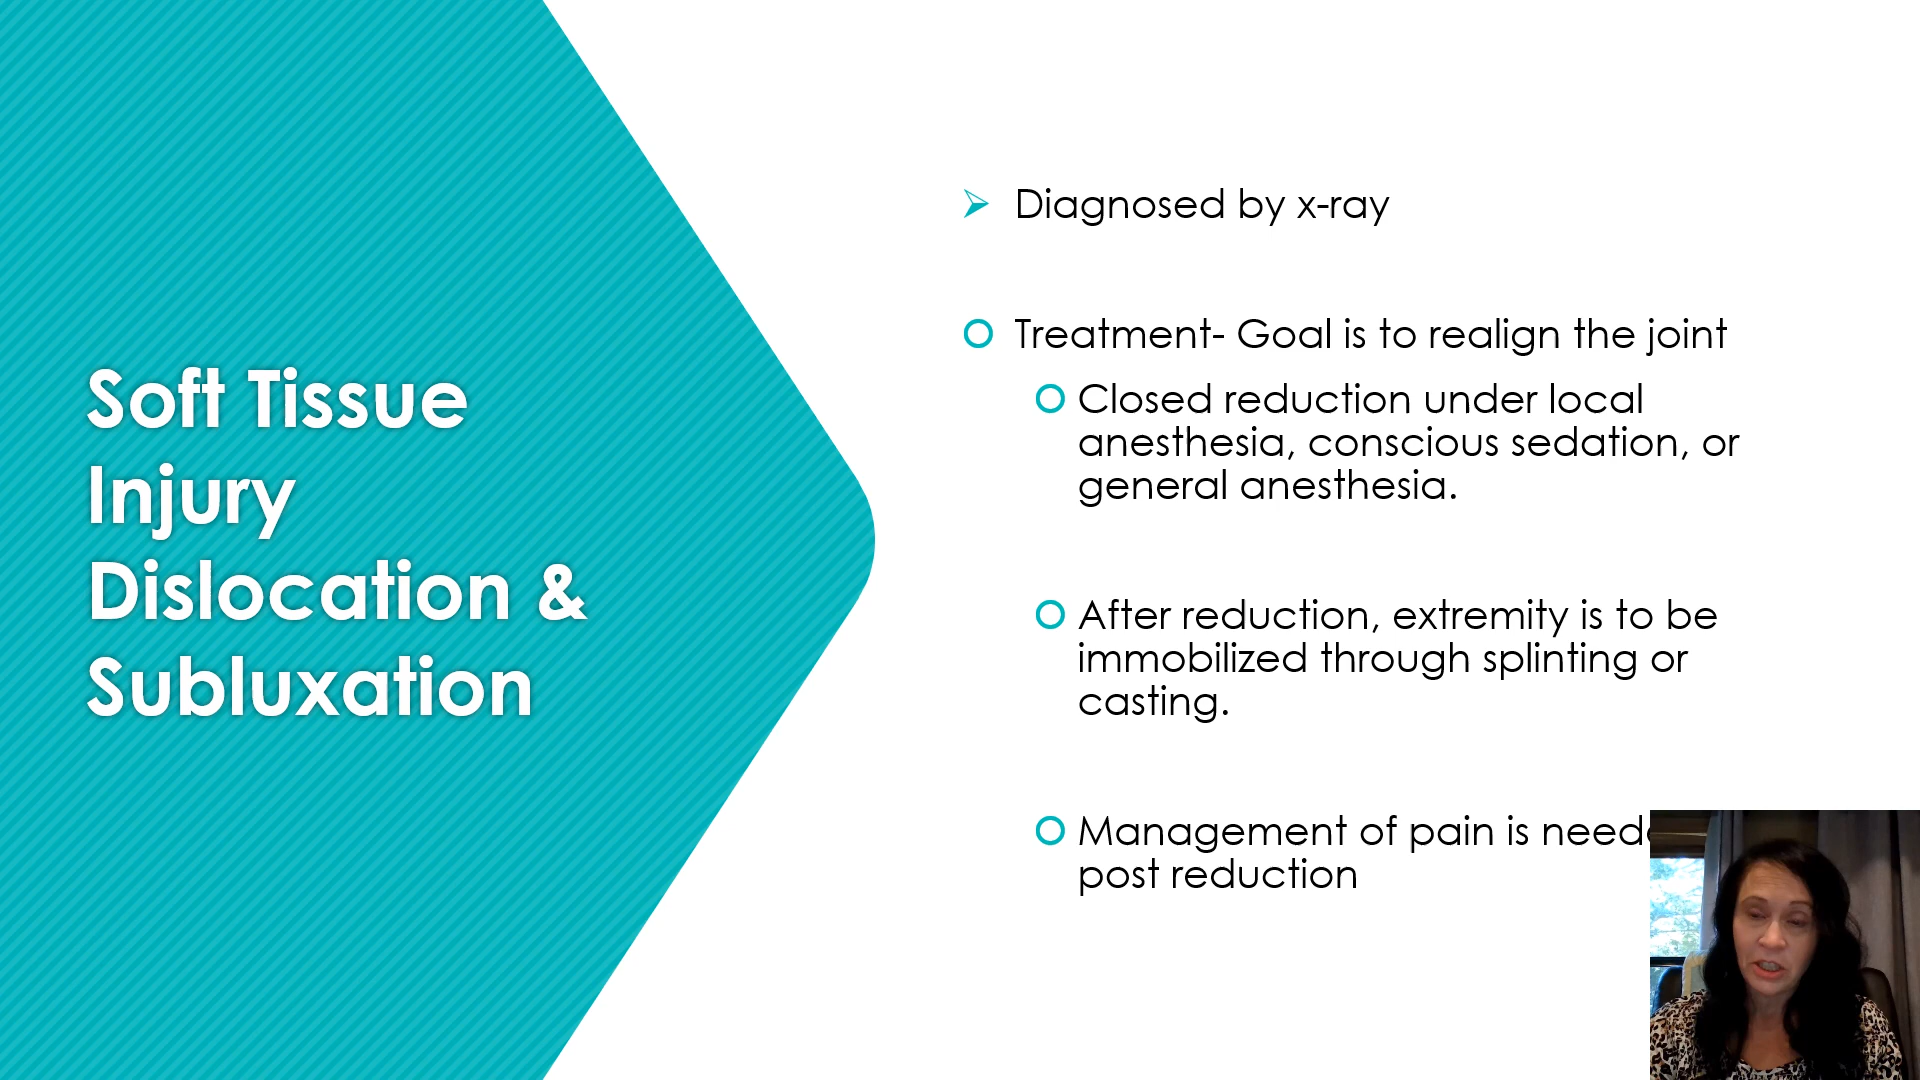 Soft Tissue
Injury
Dislocation &
Subluxation
Diagnosed by x-ray
Treatment- Goal is to realign the joint
Closed reduction under local
anesthesia, conscious sedation, or
general anesthesia.
After reduction, extremity is to be
immobilized through splinting or
casting.
Management of pain is
post reduction